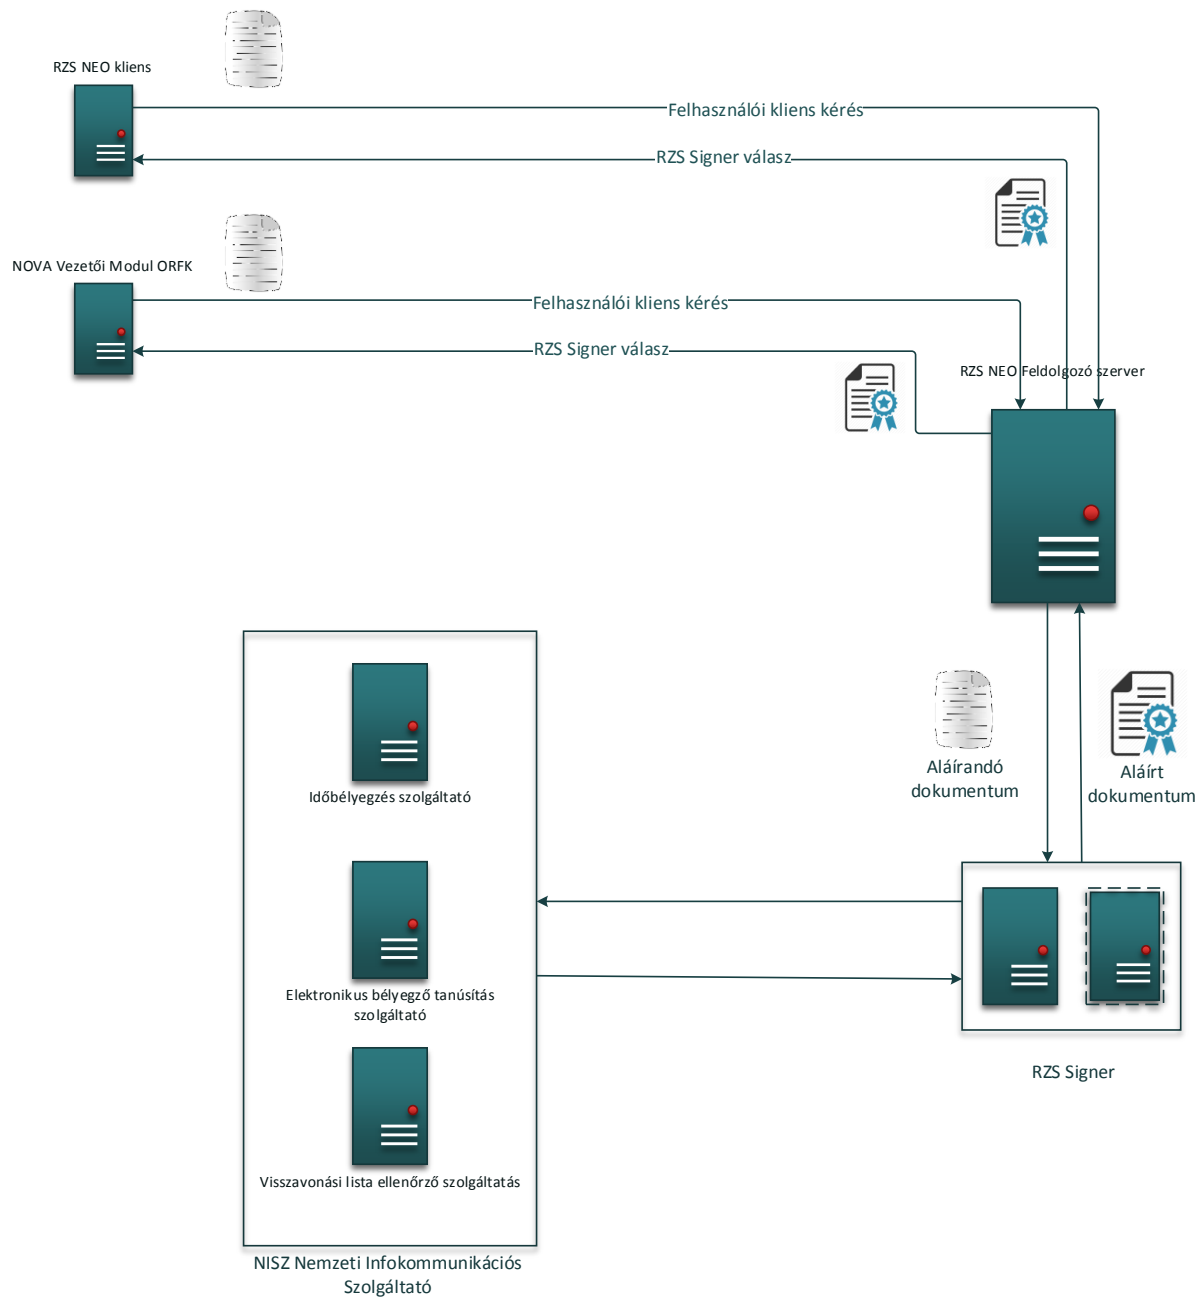 RZS NEO kliens
Felhasználói kliens kérés
RZS Signer válasz
NOVA Vezetői Modul ORFK
Felhasználói kliens kérés
RZS Signer válasz
RZS NEO Feldolgozó szerver
Aláírandó
dokumentum
Aláírt
dokumentum
Időbélyegzés szolgáltató
Elektronikus bélyegző tanúsítás
szolgáltató
RZS Signer
Visszavonási lista ellenőrző szolgáltatás
NISZ Nemzeti Infokommunikációs
Szolgáltató